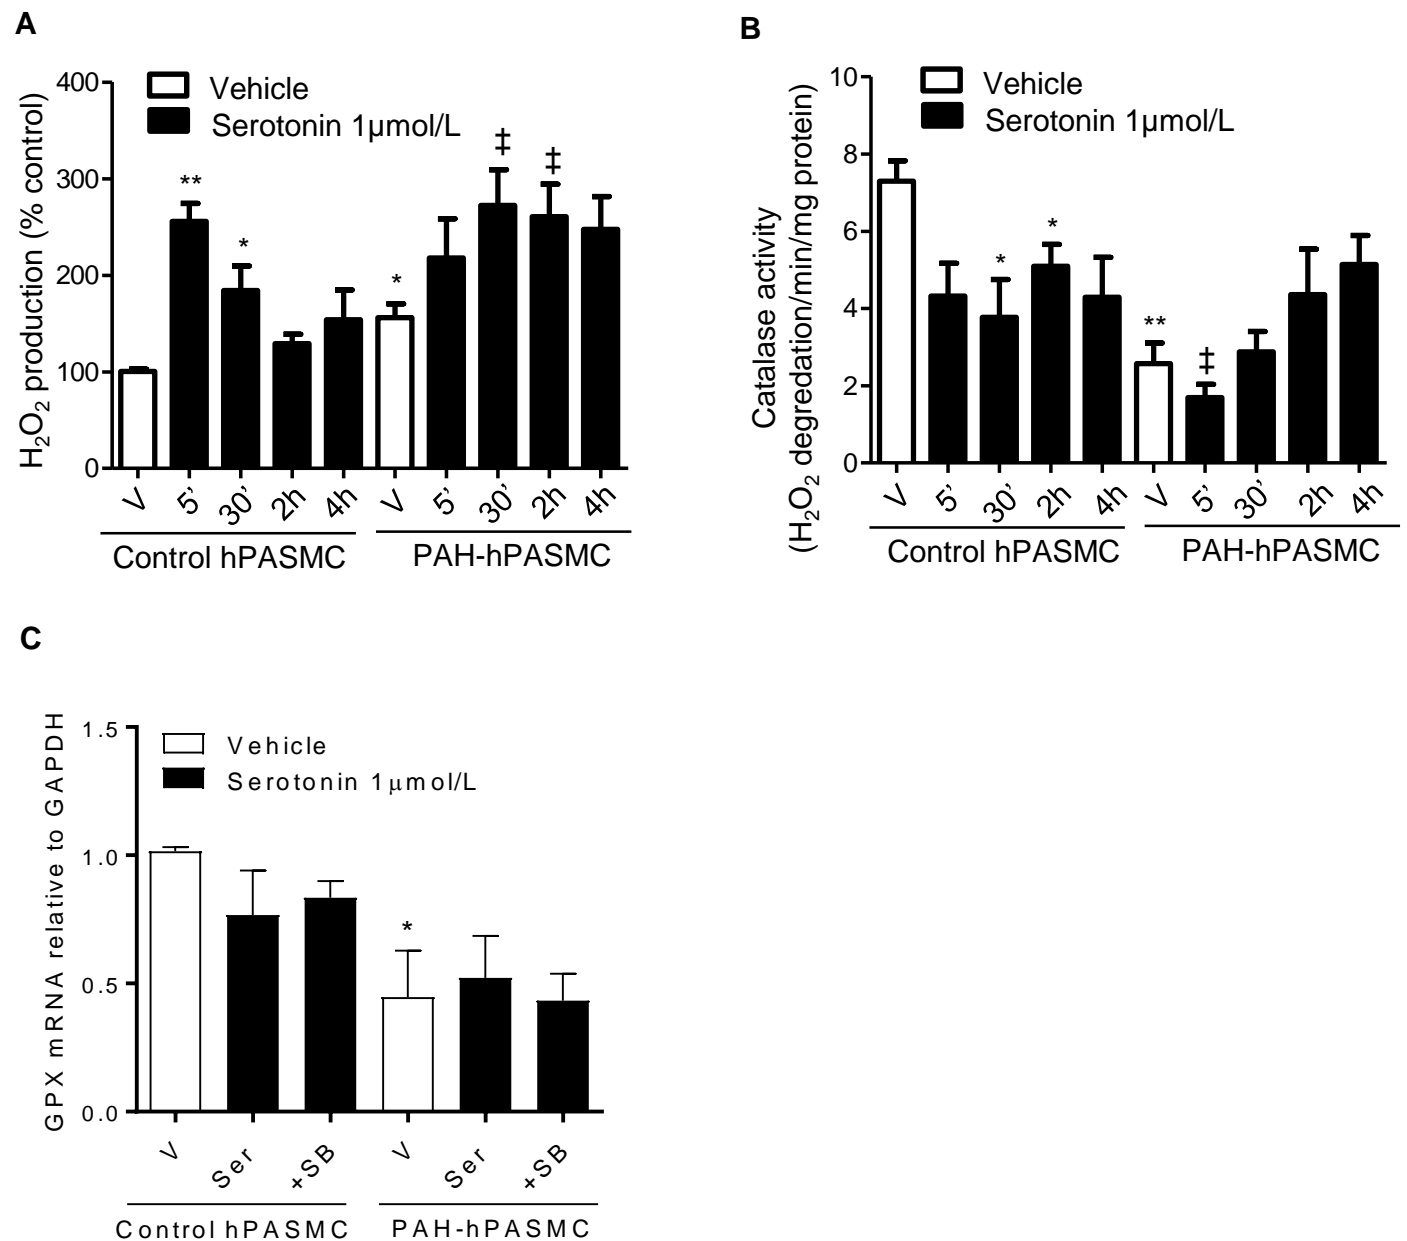 A
H₂O₂ production (% control)
400
300
200
100
0
Vehicle
Serotonin 1µmol/L
**
*
*
‡
‡
V
5'
30'
2h
4h
V
5'
30'
2h
4h
Control hPASMC
PAH-hPASMC
B
Catalase activity
(H₂O₂ degredation/min/mg protein)
10
8
6
4
2
0
Vehicle
Serotonin 1µmol/L
*
*
**
‡
V
5'
30'
2h
4h
V
5'
30'
2h
4h
Control hPASMC
PAH-hPASMC
C
GPX mRNA relative to GAPDH
1.5
1.0
0.5
0.0
Vehicle
Serotonin 1µmol/L
*
V
Ser
+SB
V
Ser
+SB
Control hPASMC
PAH-hPASMC